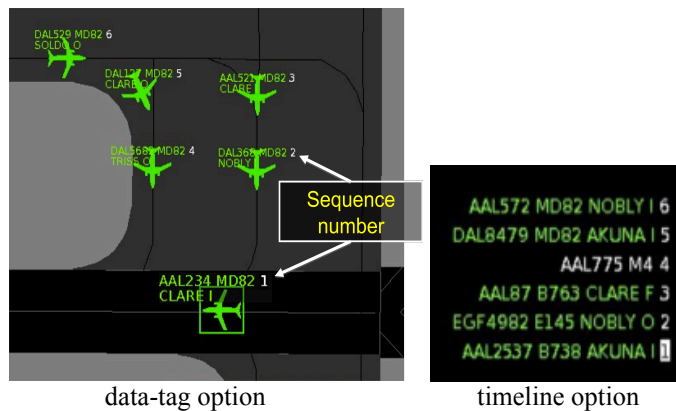 DAL529 MD82 6
SOLDO O
DAL127 MD82 5
CLARE O
AAL521 MD82 3
CLARE
DAL5682 MD82 4
TRISS O
DAL368 MD82 2
NOBLY
Sequence
number
AAL234 MD82 1
CLARE I
AAL572 MD82 NOBLY I 6
DAL8479 MD82 AKUNA I 5
AAL775 M4 4
AAL87 B763 CLARE F 3
EGF4982 E145 NOBLY O 2
AAL2537 B738 AKUNA I 1
data-tag option
timeline option